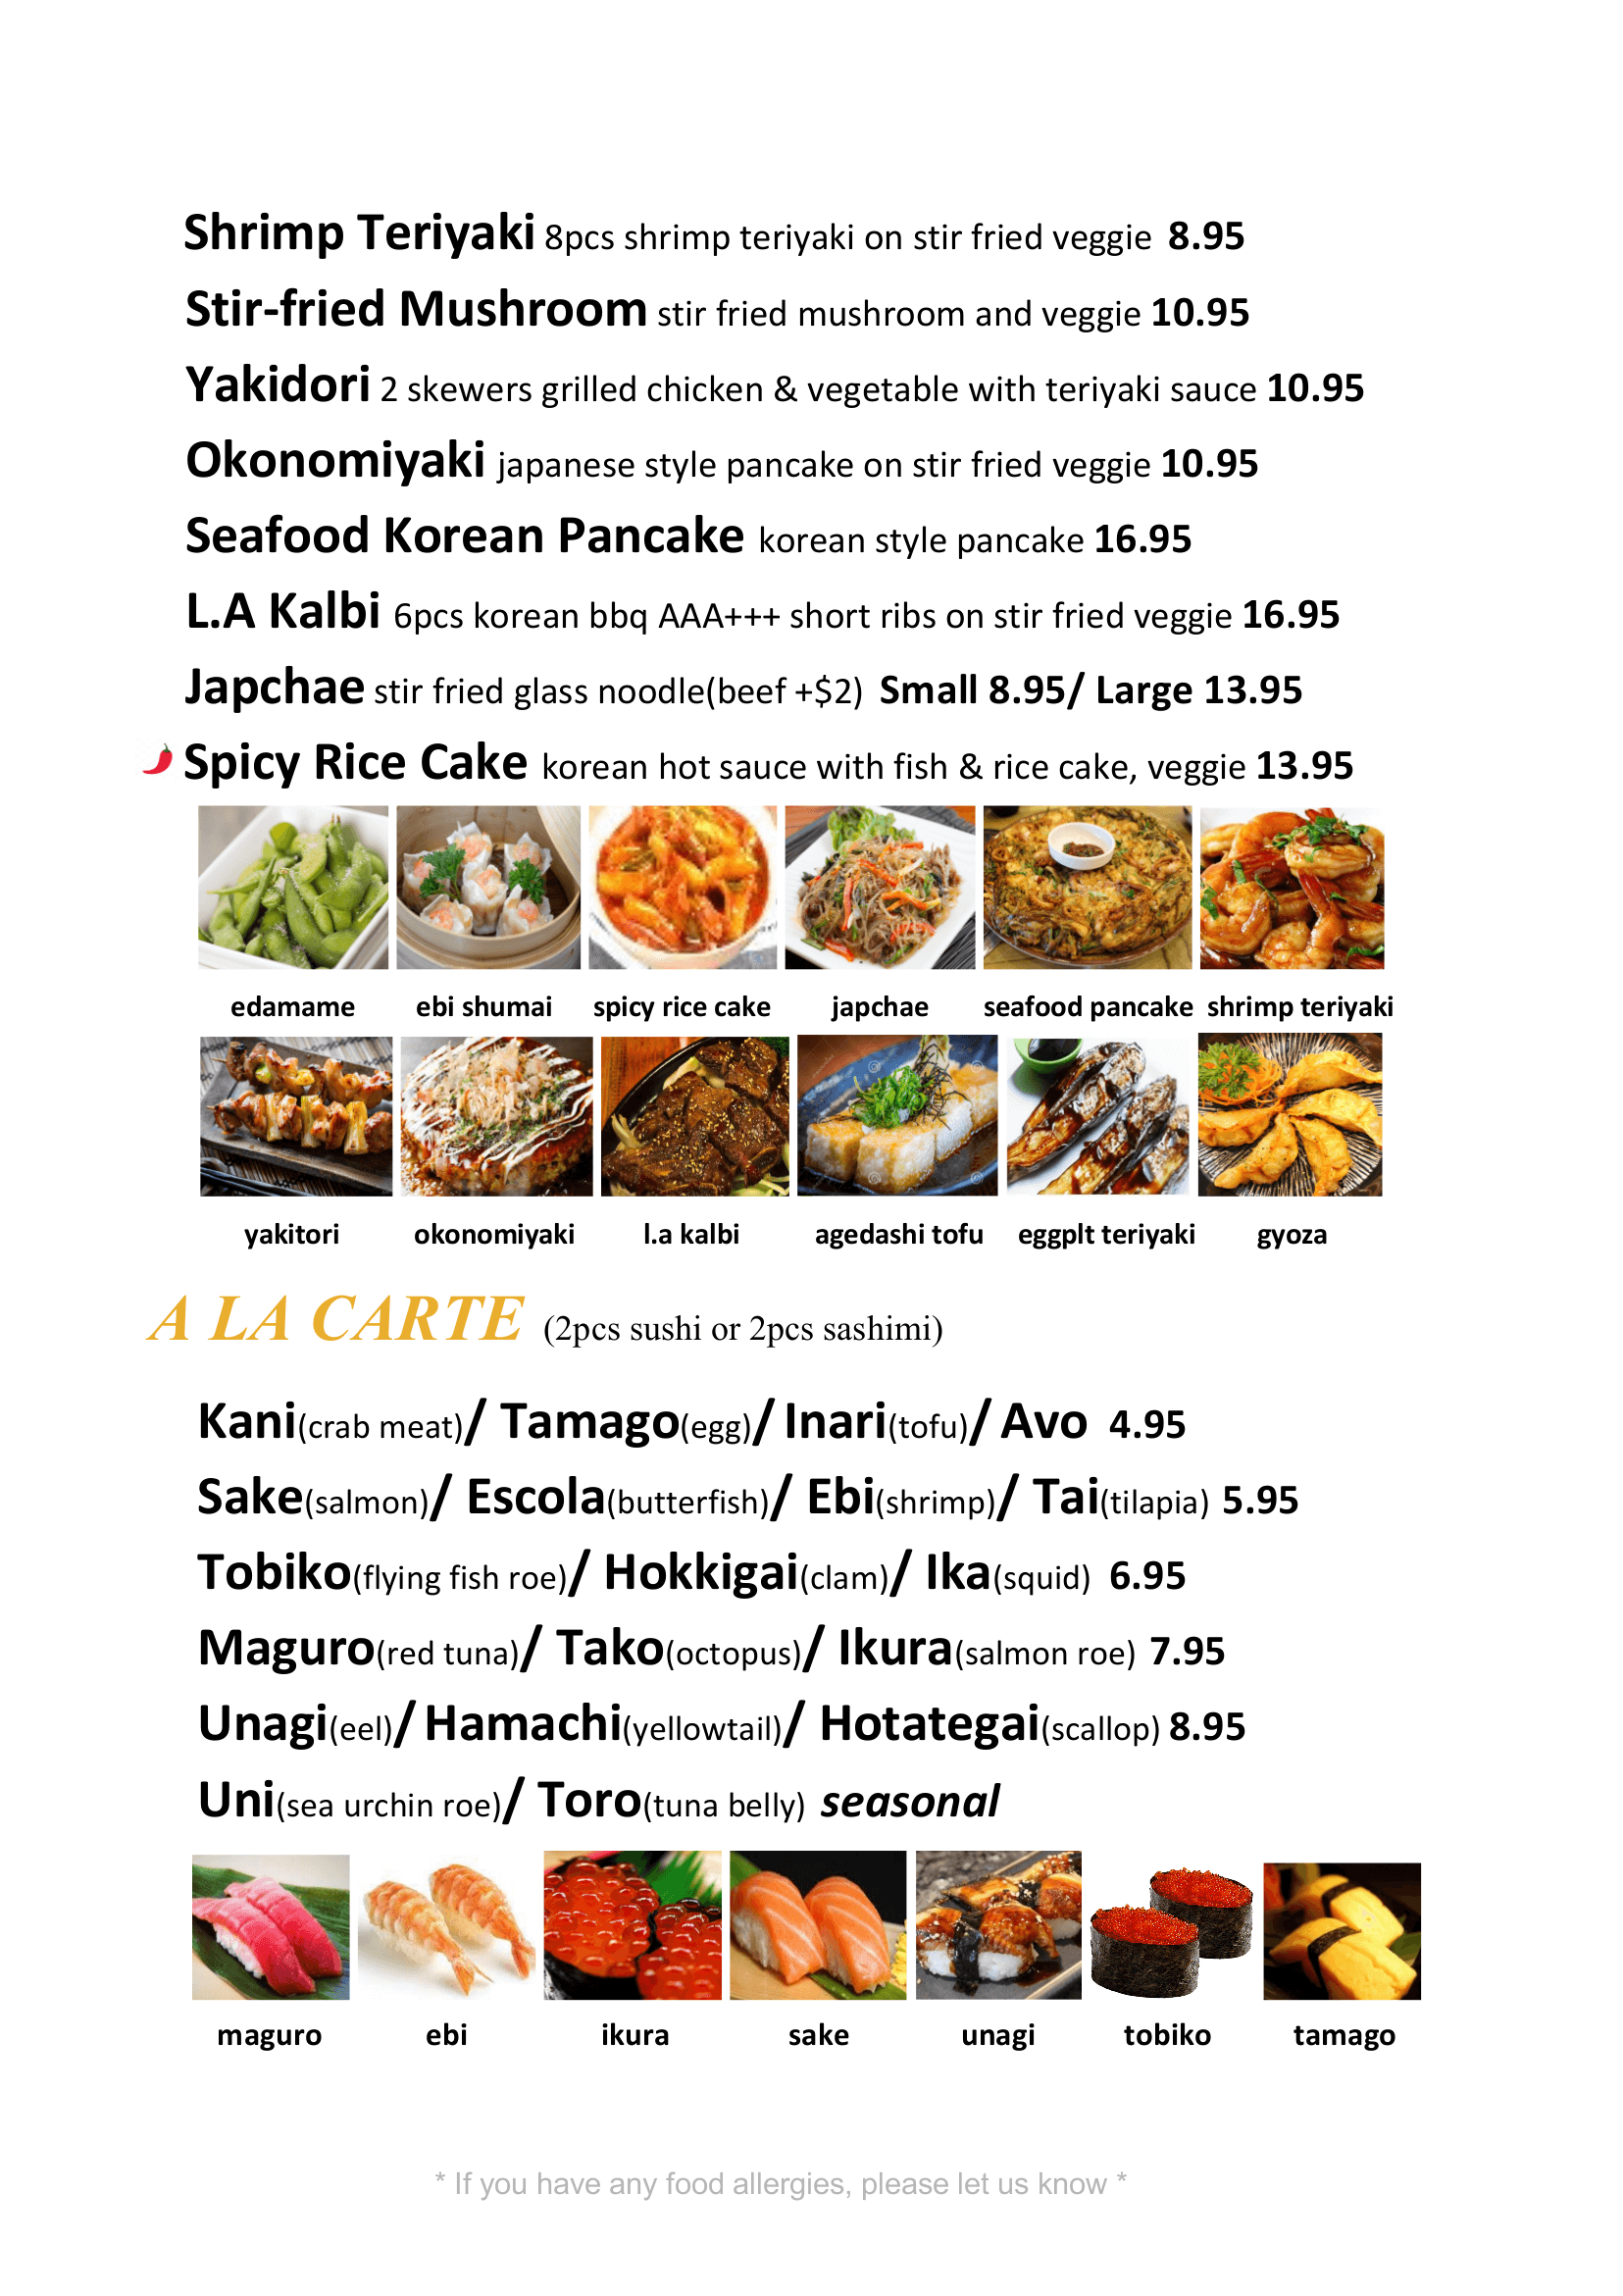 Shrimp Teriyaki 8pcs shrimp teriyaki on stir fried veggie 8.95
Stir-fried Mushroom stir fried mushroom and veggie 10.95
Yakidori 2 skewers grilled chicken & vegetable with teriyaki sauce 10.95
Okonomiyaki japanese style pancake on stir fried veggie 10.95
Seafood Korean Pancake korean style pancake 16.95
L.A Kalbi 6pcs korean bbq AAA+++ short ribs on stir fried veggie 16.95
Japchae stir fried glass noodle(beef +$2) Small 8.95/ Large 13.95
Spicy Rice Cake korean hot sauce with fish & rice cake, veggie 13.95
edamame ebi shumai spicy rice cake japchae seafood pancake shrimp teriyaki
yakitori okonomiyaki l.a kalbi agedashi tofu eggplt teriyaki gyoza
A LA CARTE (2pcs sushi or 2pcs sashimi)
Kani(crab meat)/ Tamago(egg)/ Inari(tofu)/ Avo 4.95
Sake(salmon)/ Escola(butterfish)/ Ebi(shrimp)/ Tai(tilapia) 5.95
Tobiko(flying fish roe)/ Hokkigai(clam)/ Ika(squid) 6.95
Maguro(red tuna)/ Tako(octopus)/ Ikura(salmon roe) 7.95
Unagi(eel)/ Hamachi(yellowtail)/ Hotategai(scallop) 8.95
Uni(sea urchin roe)/ Toro(tuna belly) seasonal
maguro ebi ikura sake unagi tobiko tamago
* If you have any food allergies, please let us know *